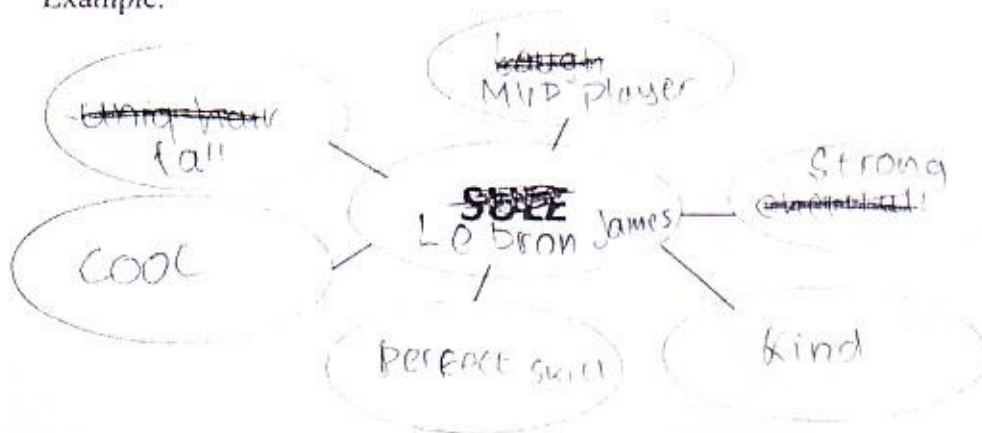 Example:
MVP player
tall
Strong
Lebron James
COOL
Perfect skill
Kind